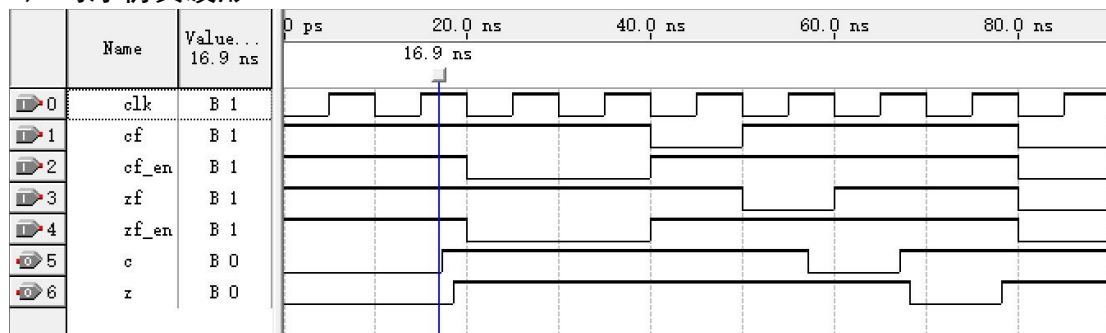 0 ps 20.0 ns 40.0 ns 60.0 ns 80.0 ns
Name Value... 16.9 ns
16.9 ns
0 clk B 1
1 cf B 1
2 cf_en B 1
3 zf B 1
4 zf_en B 1
5 c B 0
6 z B 0